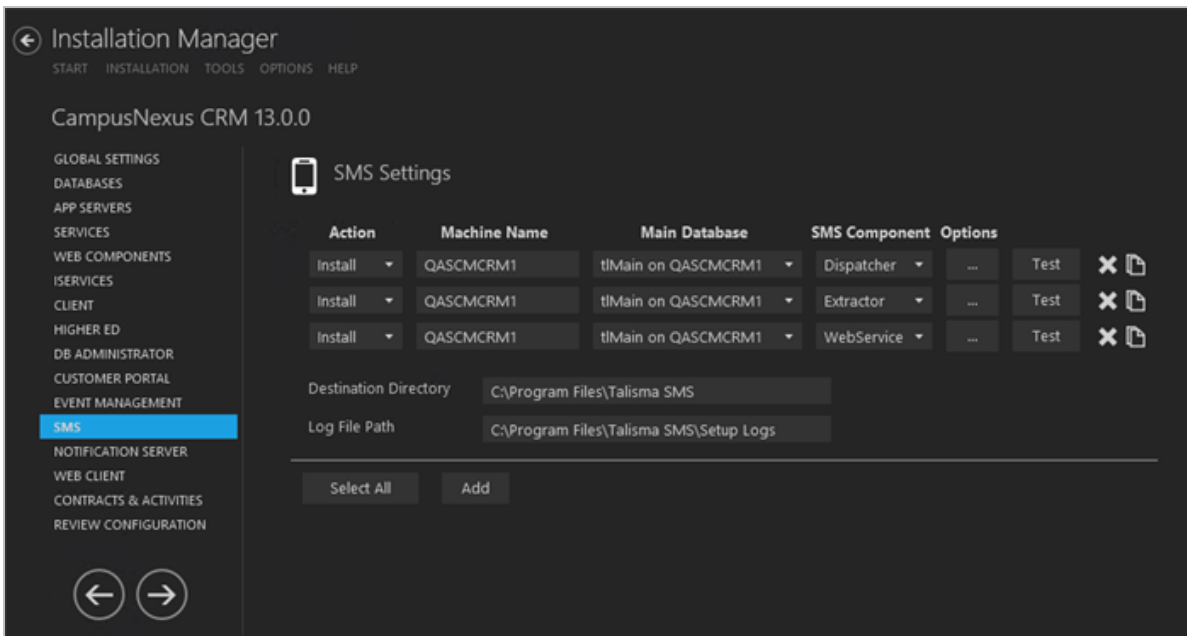 Installation Manager
START INSTALLATION TOOLS OPTIONS HELP
CampusNexus CRM 13.0.0
GLOBAL SETTINGS
DATABASES
APP SERVERS
SERVICES
WEB COMPONENTS
ISERVICES
CLIENT
HIGHER ED
DB ADMINISTRATOR
CUSTOMER PORTAL
EVENT MANAGEMENT
SMS
NOTIFICATION SERVER
WEB CLIENT
CONTRACTS & ACTIVITIES
REVIEW CONFIGURATION
SMS Settings
Action Machine Name Main Database SMS Component Options
Install QASCMCRM1 tlMain on QASCMCRM1 Dispatcher ... Test
Install QASCMCRM1 tlMain on QASCMCRM1 Extractor ... Test
Install QASCMCRM1 tlMain on QASCMCRM1 WebService ... Test
Destination Directory C:\Program Files\Talisma SMS
Log File Path C:\Program Files\Talisma SMS\Setup Logs
Select All Add